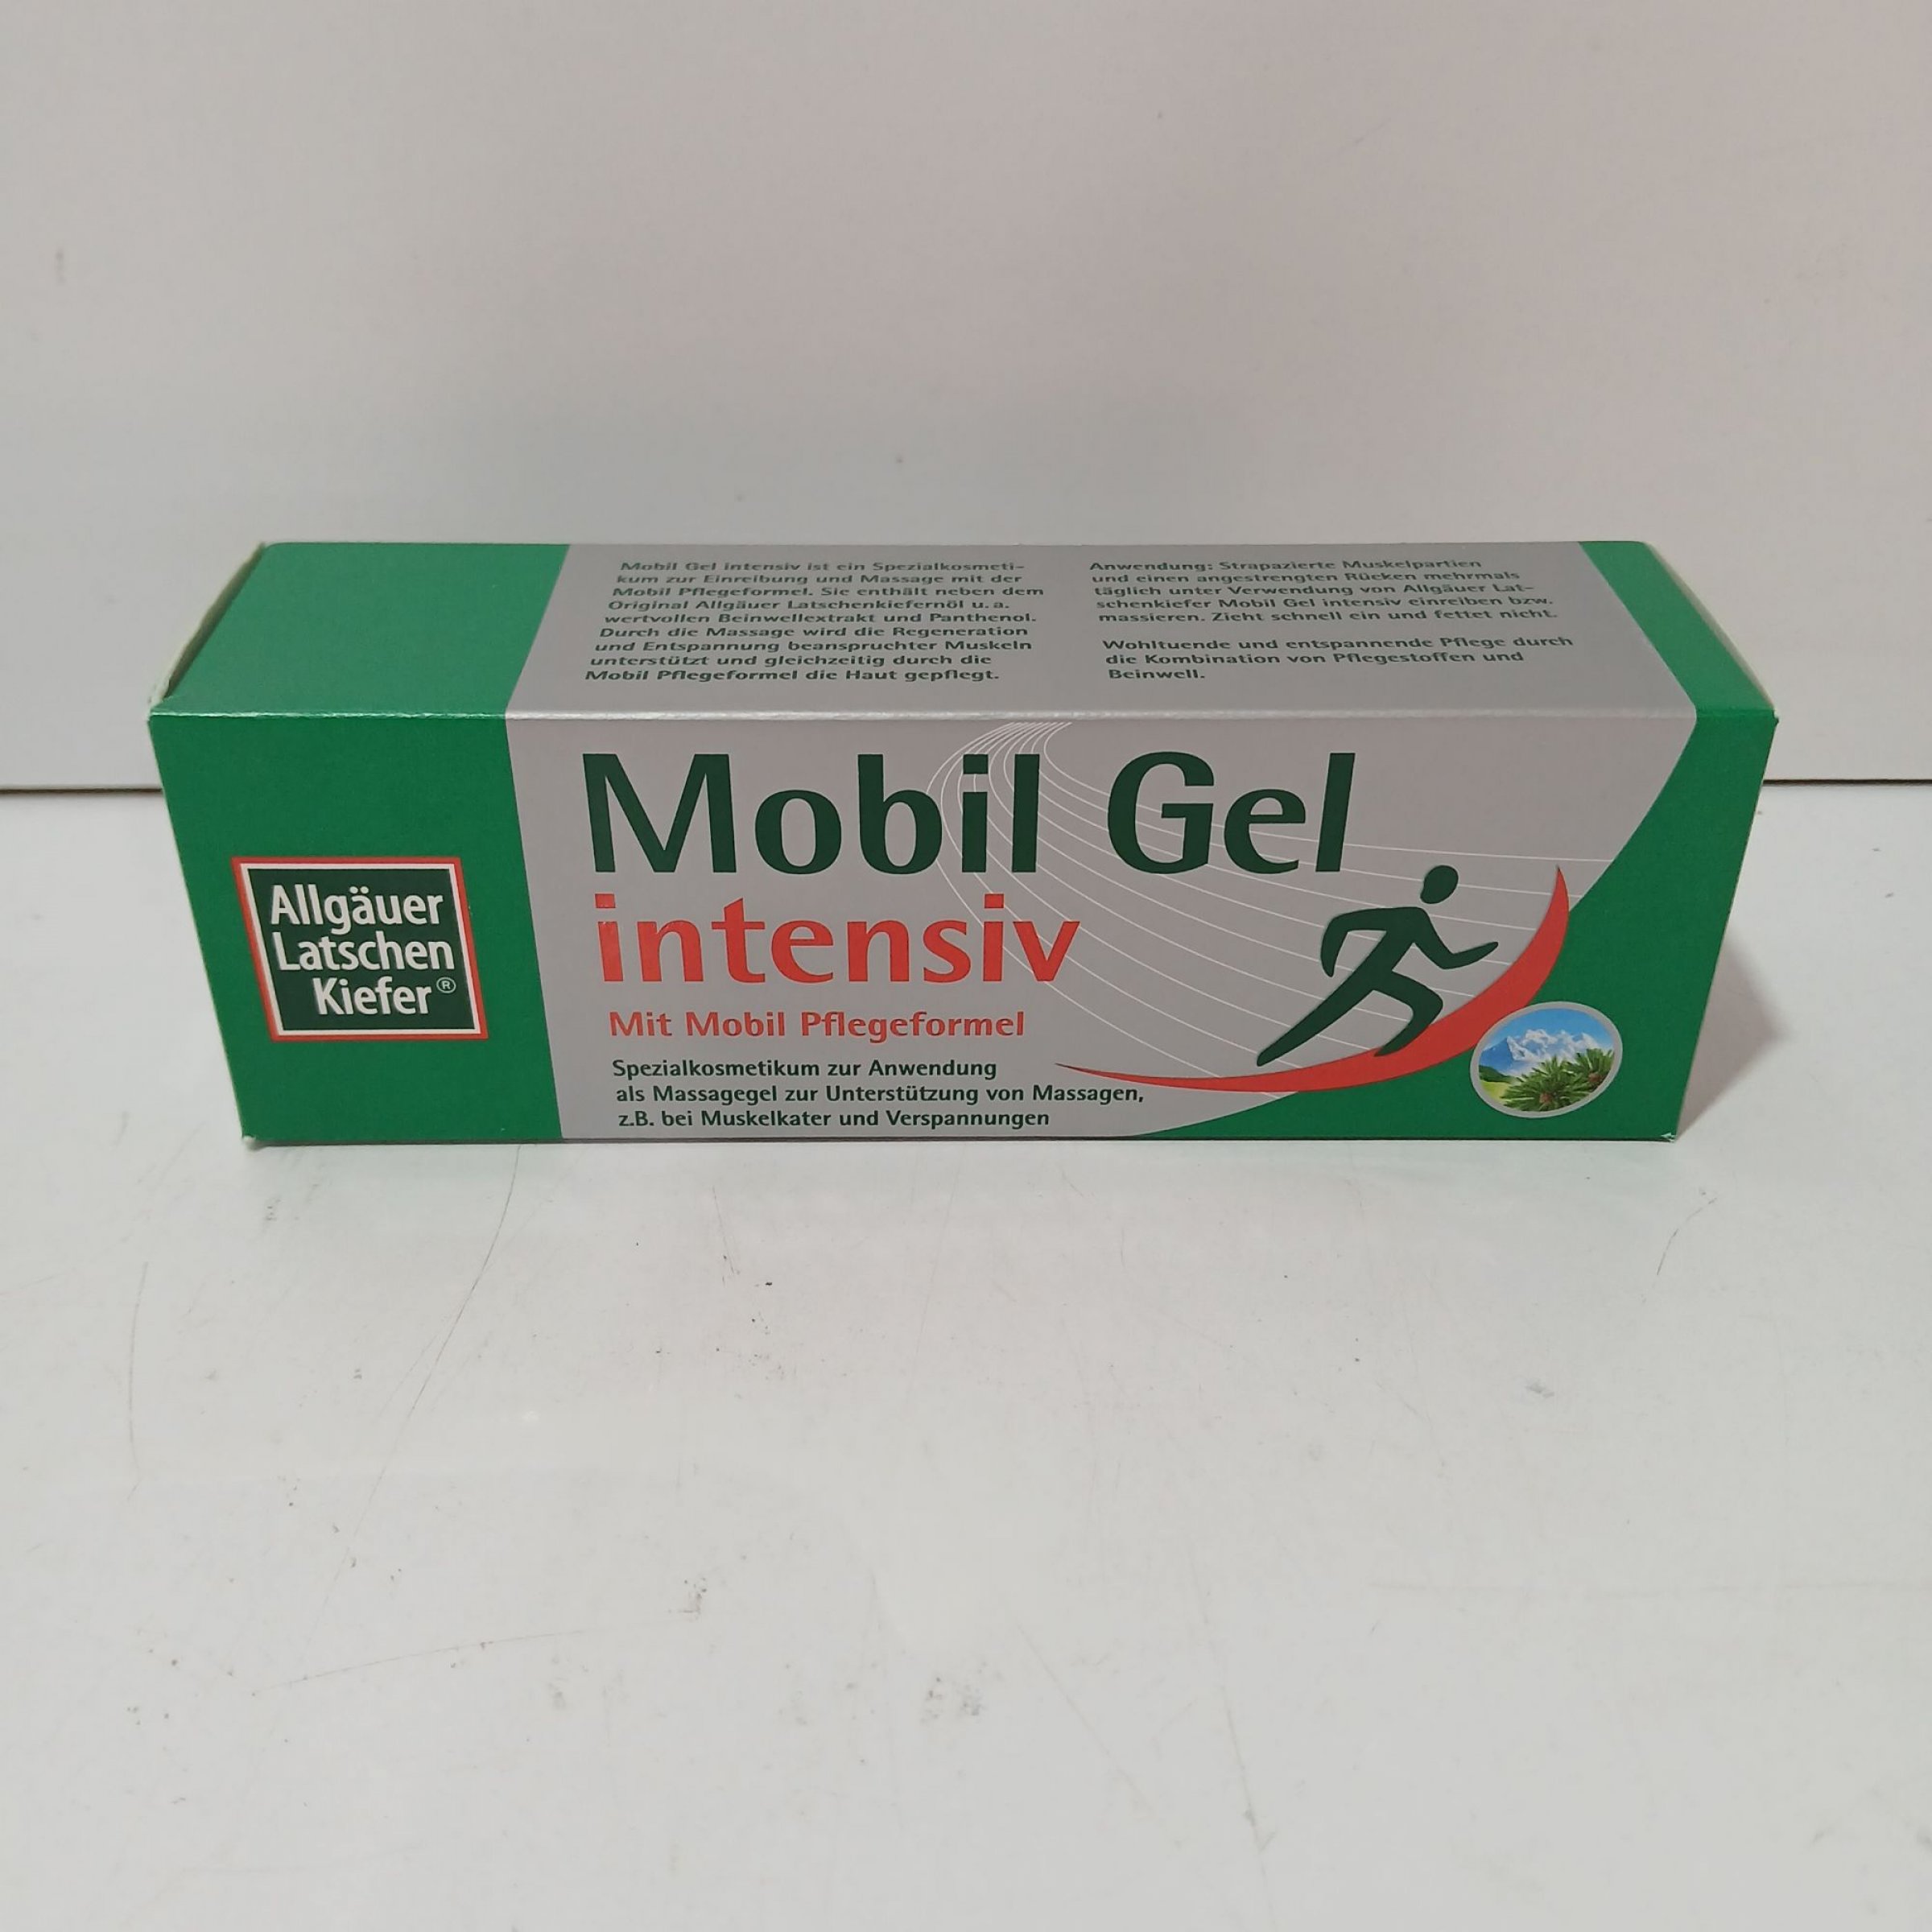 Mobil Gel intensiv ist ein Spezialkosmeti-
kum zur Einreibung und Massage mit der
Mobil Pflegeformel. Sie enthält neben dem
Original Allgäuer Latschenkiefernöl u. a.
wertvollen Beinwellextrakt und Panthenol.
Durch die Massage wird die Regeneration
und Entspannung beanspruchter Muskeln
unterstützt und gleichzeitig durch die
Mobil Pflegeformel die Haut gepflegt.
Anwendung: Strapazierte Muskelpartien
und einen angestrengten Rücken mehrmals
täglich unter Verwendung von Allgäuer Lat-
schenkiefer Mobil Gel intensiv einreiben bzw.
massieren. Zieht schnell ein und fettet nicht.
Wohltuende und entspannende Pflege durch
die Kombination von Pflegestoffen und
Beinwell.
Allgäuer
Latschen
Kiefer®
Mobil Gel
intensiv
Mit Mobil Pflegeformel
Spezialkosmetikum zur Anwendung
als Massagegel zur Unterstützung von Massagen,
z.B. bei Muskelkater und Verspannungen